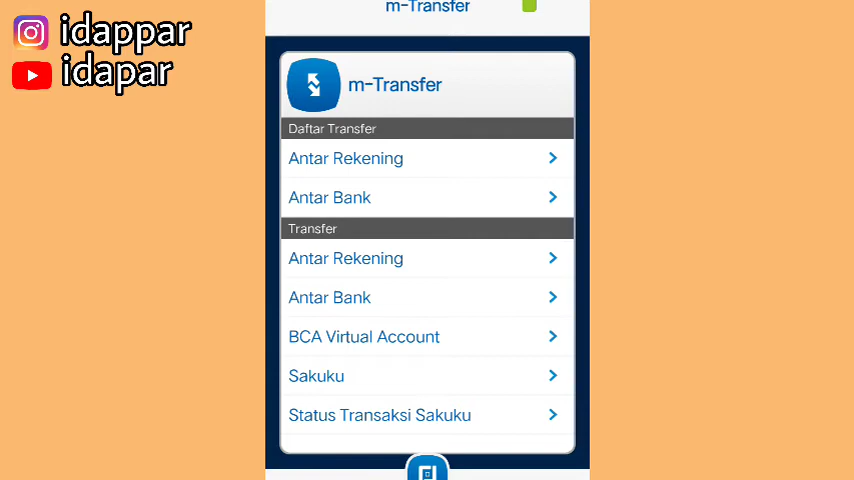 idappar
idapar
m-Transfer
m-Transfer
Daftar Transfer
Antar Rekening
Antar Bank
Transfer
Antar Rekening
Antar Bank
BCA Virtual Account
Sakuku
Status Transaksi Sakuku